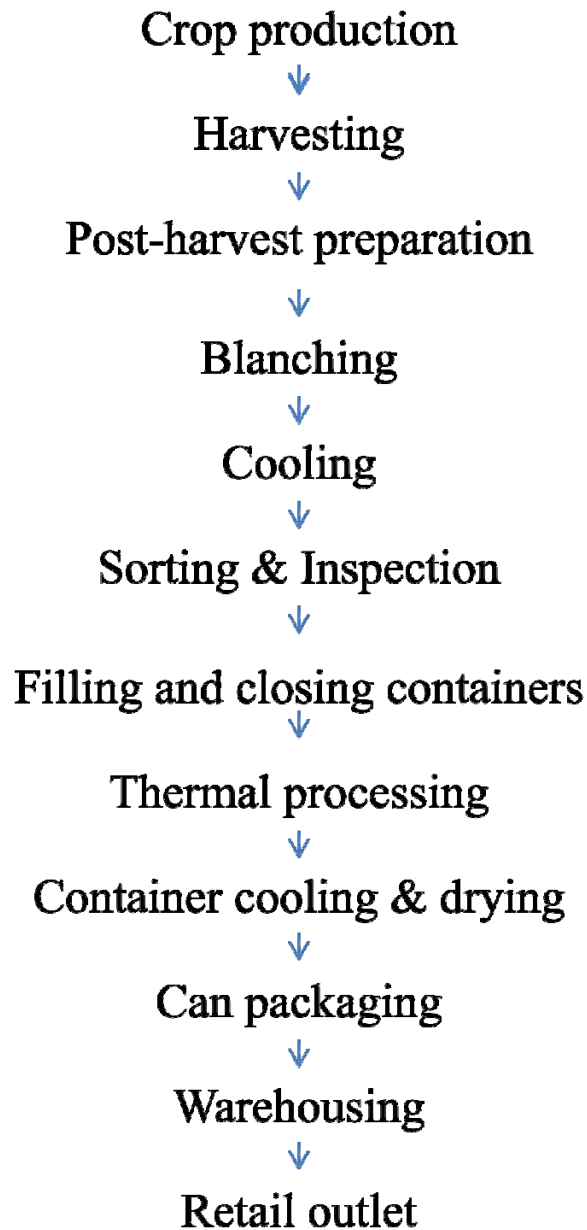 Crop production
Harvesting
Post-harvest preparation
Blanching
Cooling
Sorting & Inspection
Filling and closing containers
Thermal processing
Container cooling & drying
Can packaging
Warehousing
Retail outlet